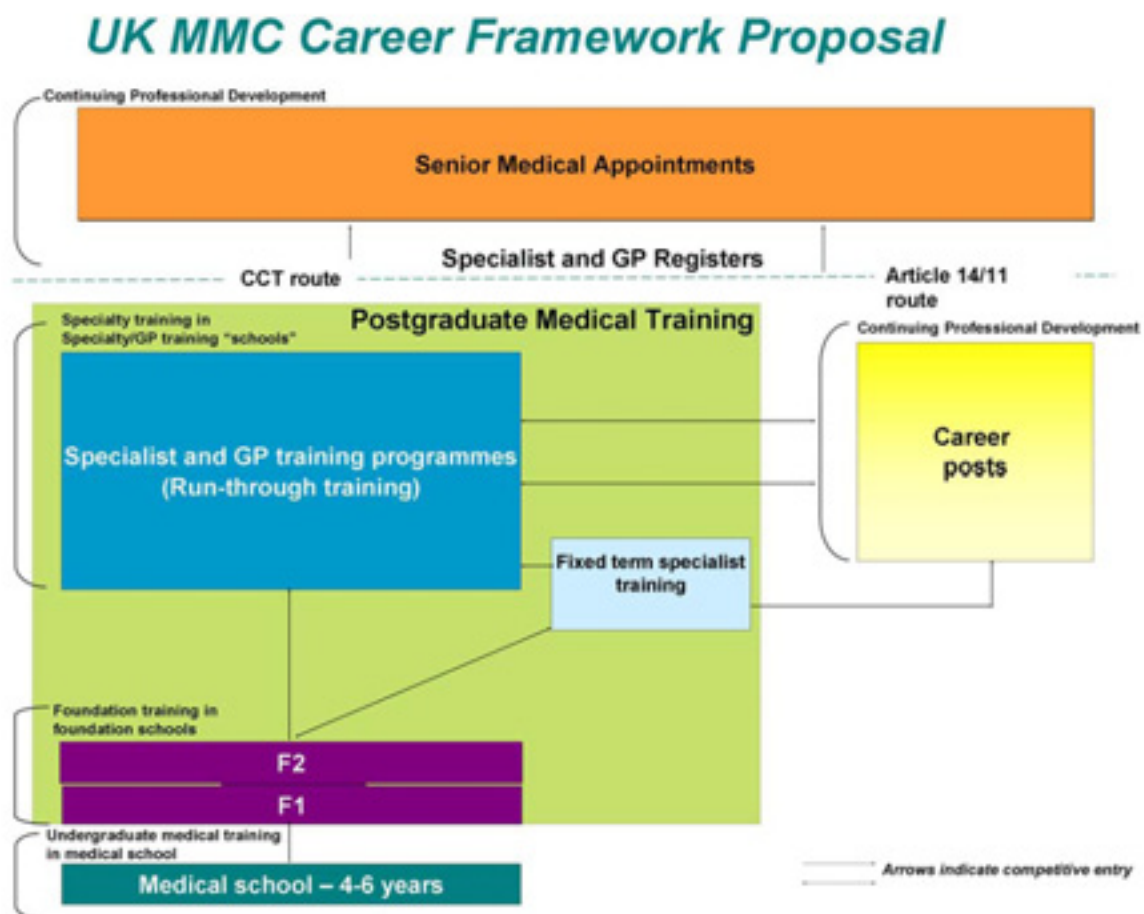 UK MMC Career Framework Proposal
Continuing Professional Development
Senior Medical Appointments
Specialist and GP Registers
CCT route
Article 14/11
route
Postgraduate Medical Training
Specialty training in
Specialty/GP training "schools"
Continuing Professional Development
Specialist and GP training programmes
(Run-through training)
Career
posts
Fixed term specialist
training
Foundation training in
foundation schools
F2
F1
Undergraduate medical training
in medical school
Medical school – 4-6 years
Arrows indicate competitive entry